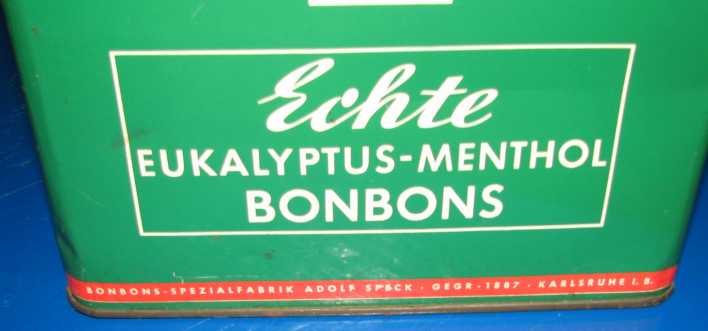 Echte
EUKALYPTUS-MENTHOL
BONBONS
BONBONS-SPEZIALFABRIK ADOLF SPECK · GEGR · 1887 · KARLSRUHE I. B.